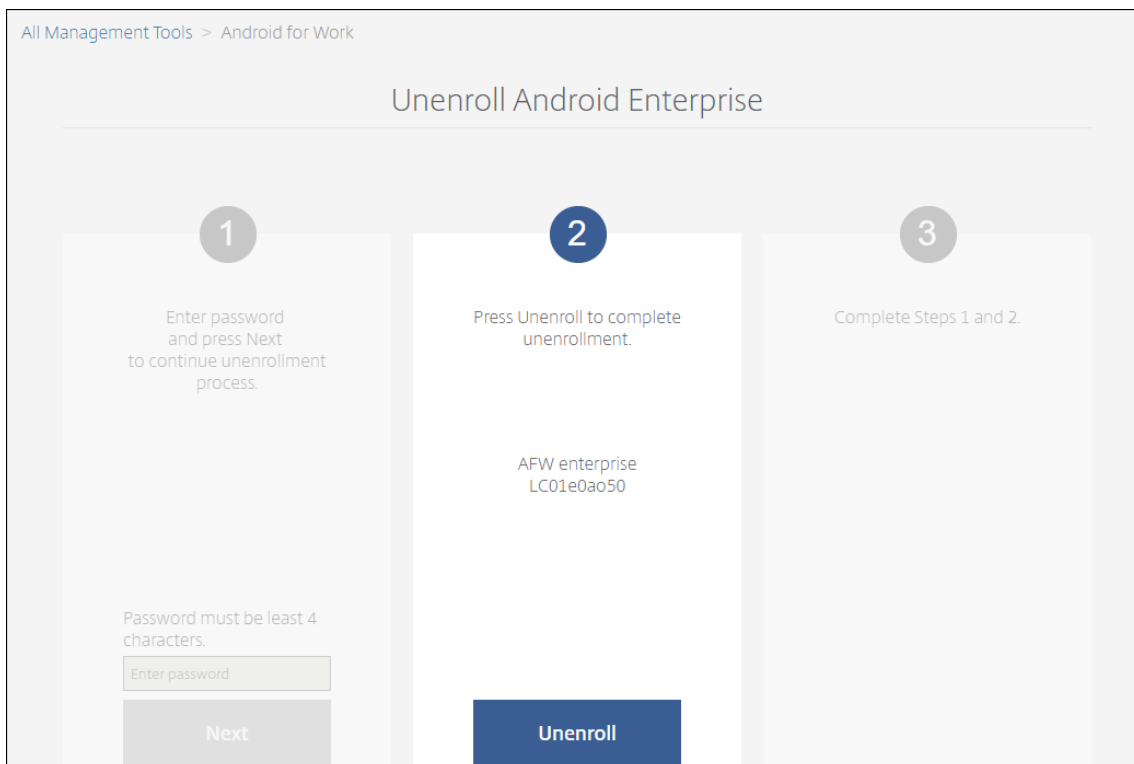 All Management Tools > Android for Work
Unenroll Android Enterprise
1
Enter password
and press Next
to continue unenrollment
process.
Password must be least 4
characters.
Enter password
Next
2
Press Unenroll to complete
unenrollment.
AFW enterprise
LC01e0ao50
Unenroll
3
Complete Steps 1 and 2.